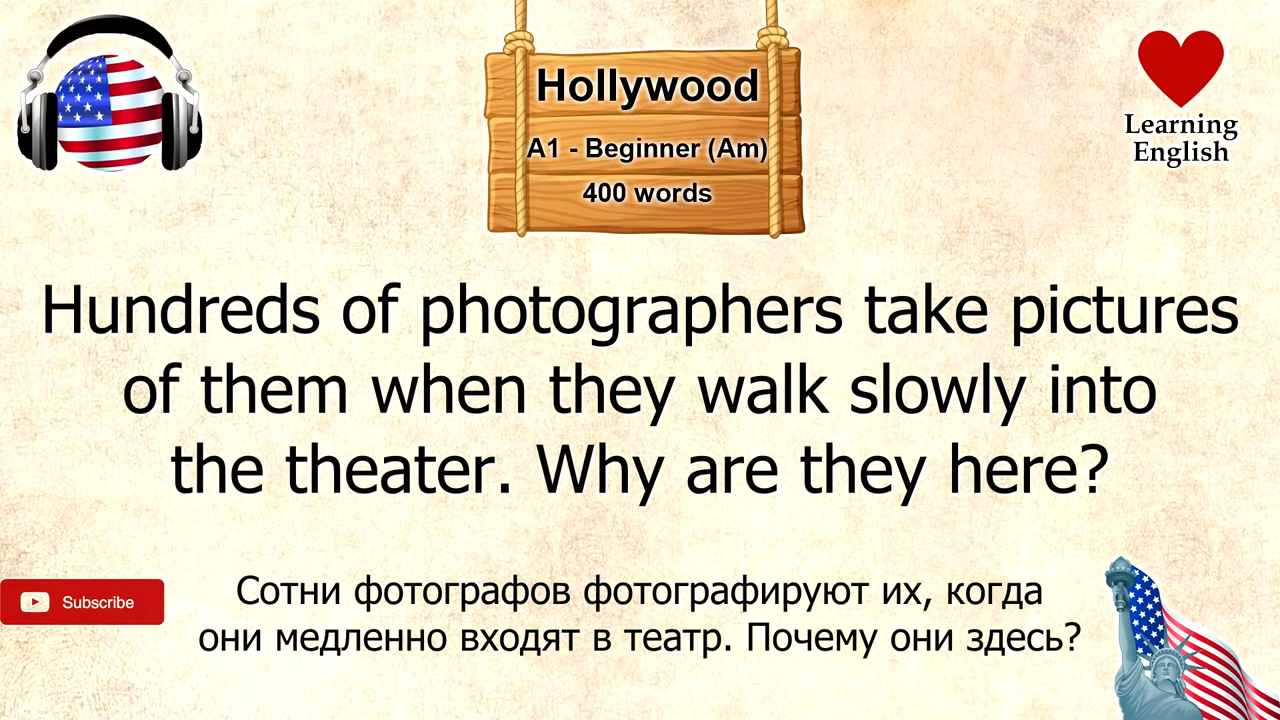 Hollywood
A1 - Beginner (Am)
400 words
Learning
English
Hundreds of photographers take pictures
of them when they walk slowly into
the theater. Why are they here?
Subscribe
Сотни фотографов фотографируют их, когда
они медленно входят в театр. Почему они здесь?